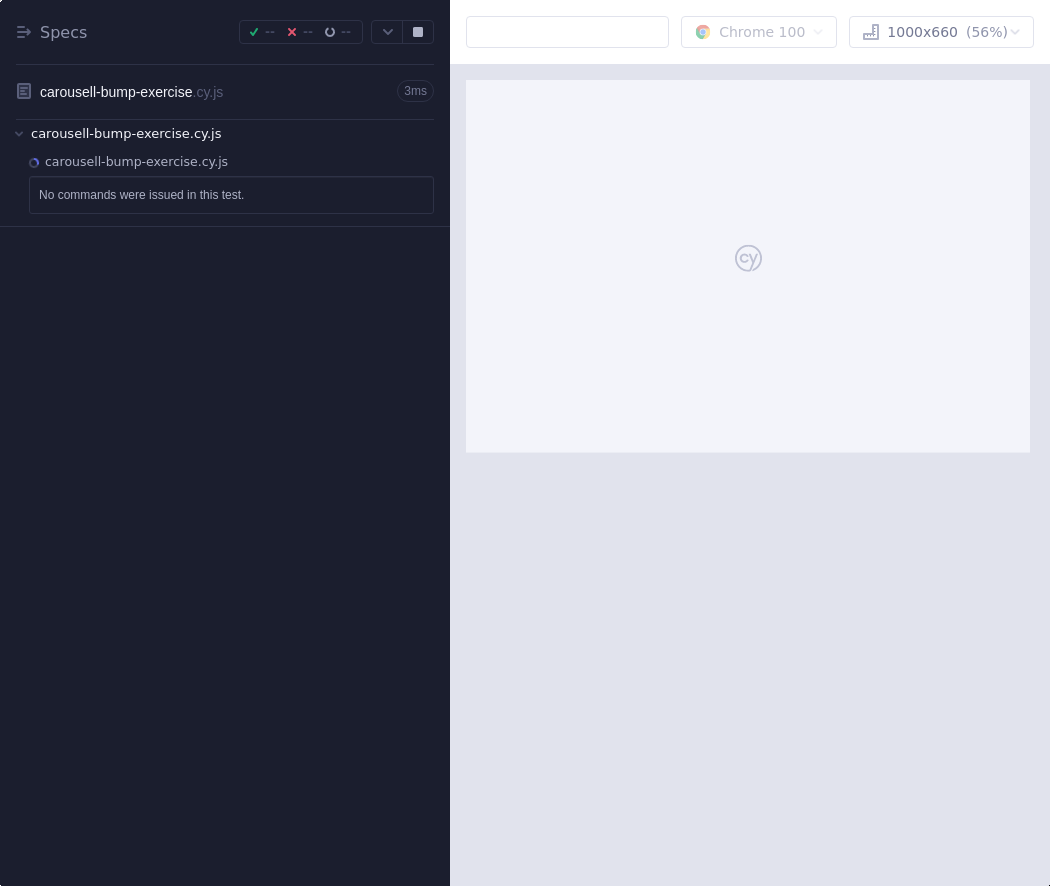 Specs
-- -- --
carousell-bump-exercise.cy.js
3ms
carousell-bump-exercise.cy.js
carousell-bump-exercise.cy.js
No commands were issued in this test.
Chrome 100
1000x660 (56%)
cy